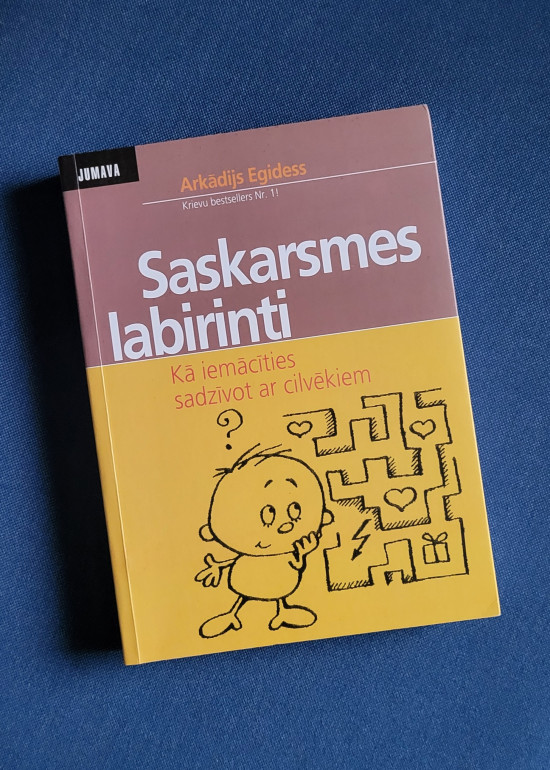 JUMAVA
Arkādijs Egidess
Krievu bestsellers Nr. 1!
Saskarsmes
labirinti
Kā iemācīties
sadzīvot ar cilvēkiem
?